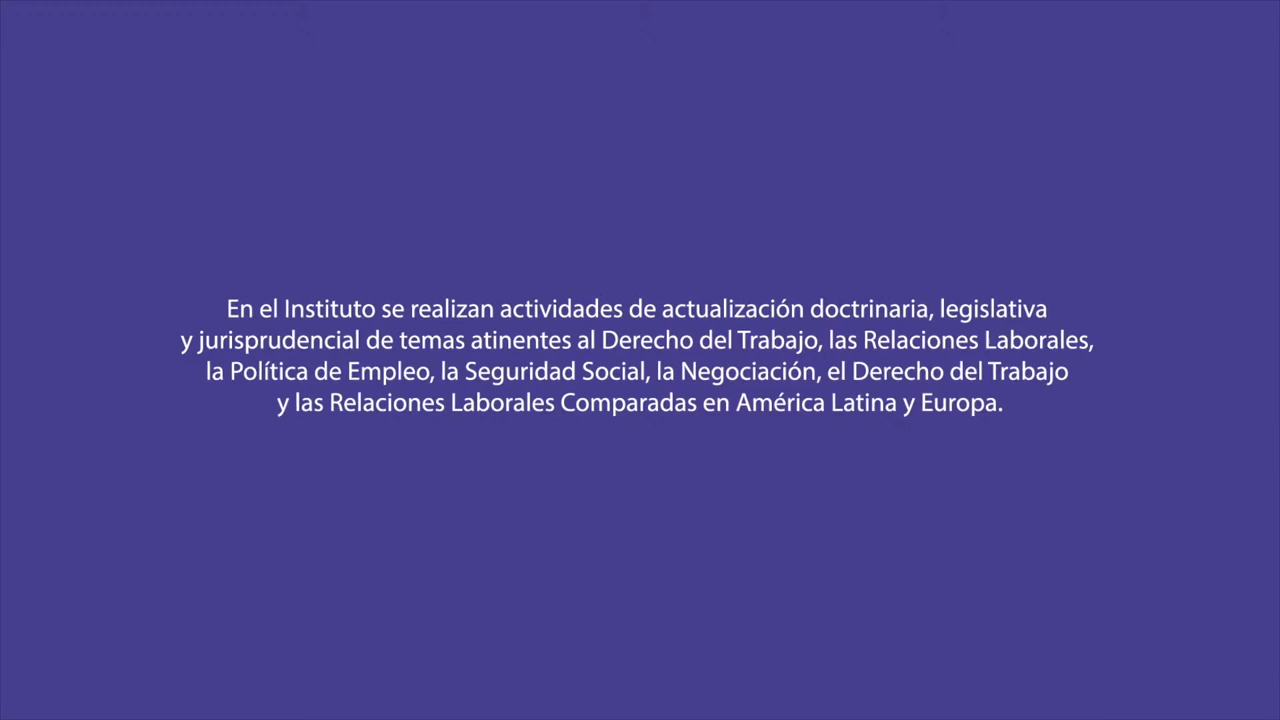 En el Instituto se realizan actividades de actualización doctrinaria, legislativa
y jurisprudencial de temas atinentes al Derecho del Trabajo, las Relaciones Laborales,
la Política de Empleo, la Seguridad Social, la Negociación, el Derecho del Trabajo
y las Relaciones Laborales Comparadas en América Latina y Europa.